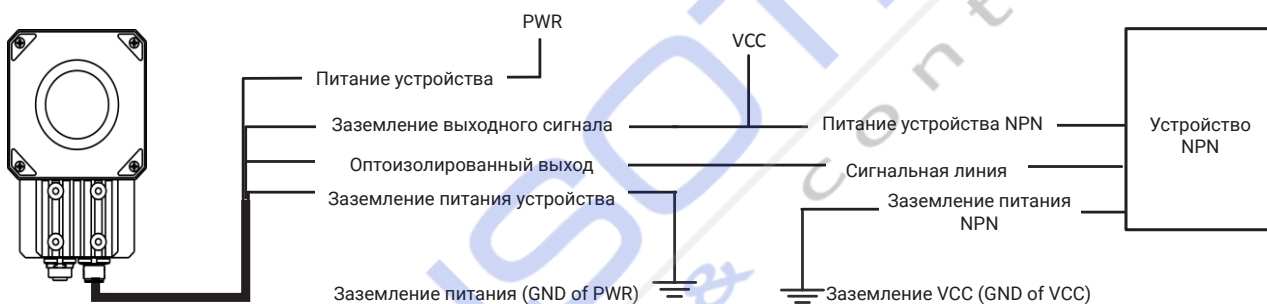 PWR
VCC
Питание устройства
Заземление выходного сигнала
Питание устройства NPN
Устройство
NPN
Оптоизолированный выход
Сигнальная линия
Заземление питания устройства
Заземление питания
NPN
Заземление питания (GND of PWR)
Заземление VCC (GND of VCC)
&
cont